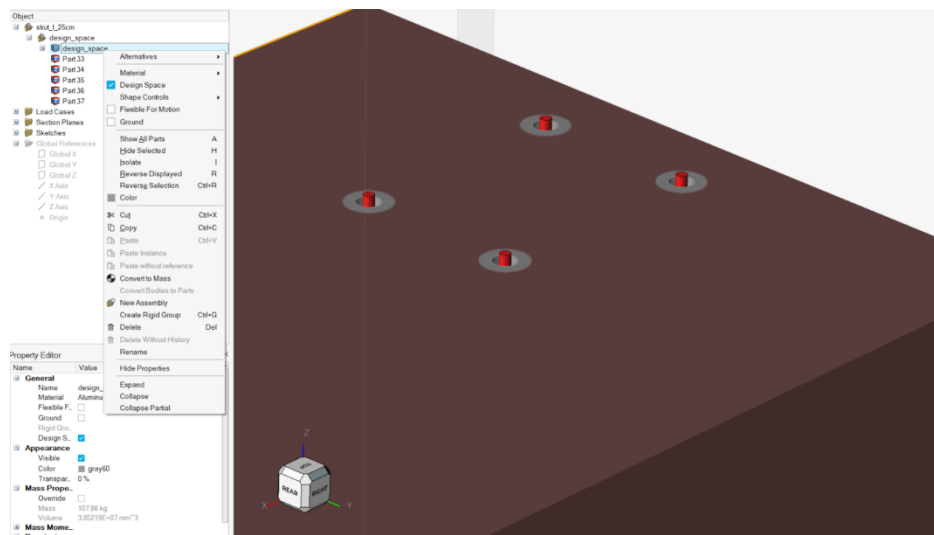 Object
strut_l_25cm
design_space
design_space
Part 33
Part 34
Part 35
Part 36
Part 37
Load Cases
Section Planes
Sketches
Global References
Global X
Global Y
Global Z
X Axis
Y Axis
Z Axis
Origin
Alternatives
Material
Design Space
Shape Controls
Flexible For Motion
Ground
Show All Parts A
Hide Selected H
Isolate I
Reverse Displayed R
Reverse Selection Ctrl+R
Color
Cut Ctrl+X
Copy Ctrl+C
Paste Ctrl+V
Paste Instance
Paste without reference
Convert to Mass
Convert Bodies to Parts
New Assembly
Create Rigid Group Ctrl+G
Delete Del
Delete Without History
Rename
Hide Properties
Expand
Collapse
Collapse Partial
Property Editor
Name Value
General
Name design_
Material Aluminu
Flexible F..
Ground
Rigid Gro..
Design S..
Appearance
Visible
Color gray60
Transpar.. 0 %
Mass Prope..
Override
Mass 107.86 kg
Volume 3.85219E+07 mm^3
Mass Mome..
Z
TOP
REAR RIGHT
X Y